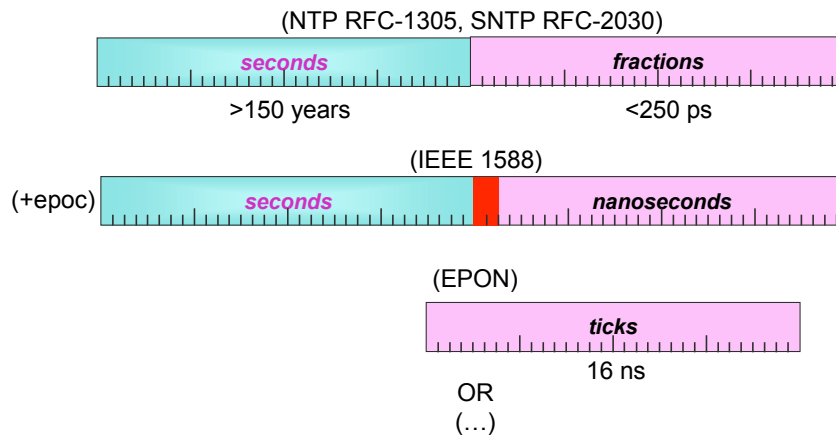 (NTP RFC-1305, SNTP RFC-2030)
seconds fractions
>150 years <250 ps
(IEEE 1588)
(+epoc) seconds nanoseconds
(EPON)
ticks
16 ns
OR
(…)